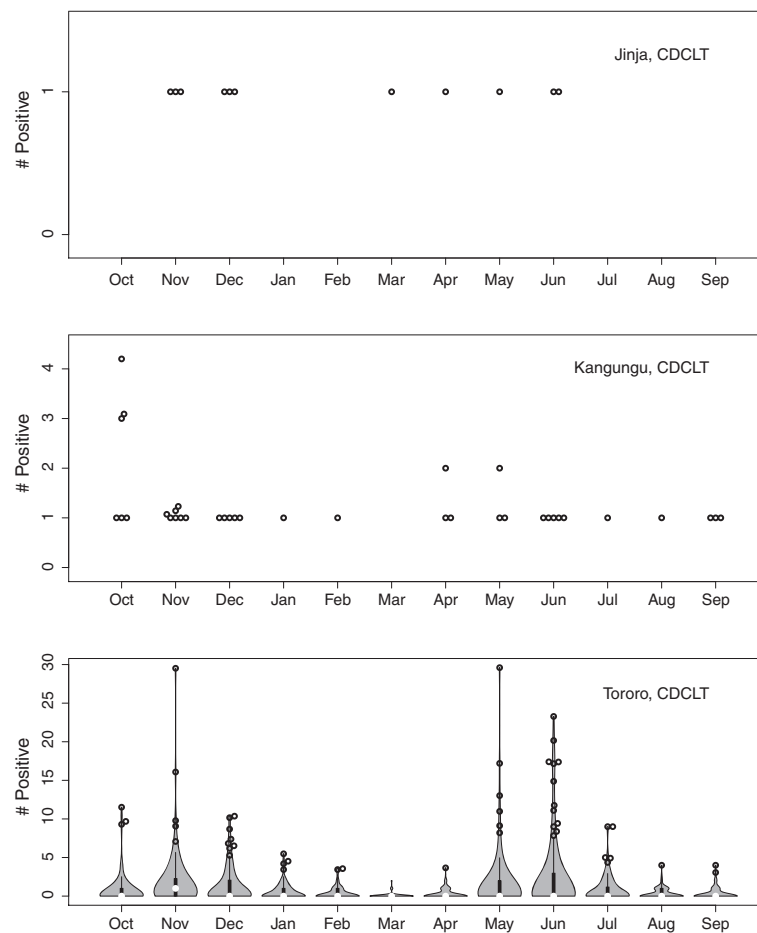 Jinja, CDCLT
# Positive
1
0
Oct Nov Dec Jan Feb Mar Apr May Jun Jul Aug Sep
Kangungu, CDCLT
# Positive
4
3
2
1
0
Oct Nov Dec Jan Feb Mar Apr May Jun Jul Aug Sep
Tororo, CDCLT
# Positive
30
25
20
15
10
5
0
Oct Nov Dec Jan Feb Mar Apr May Jun Jul Aug Sep